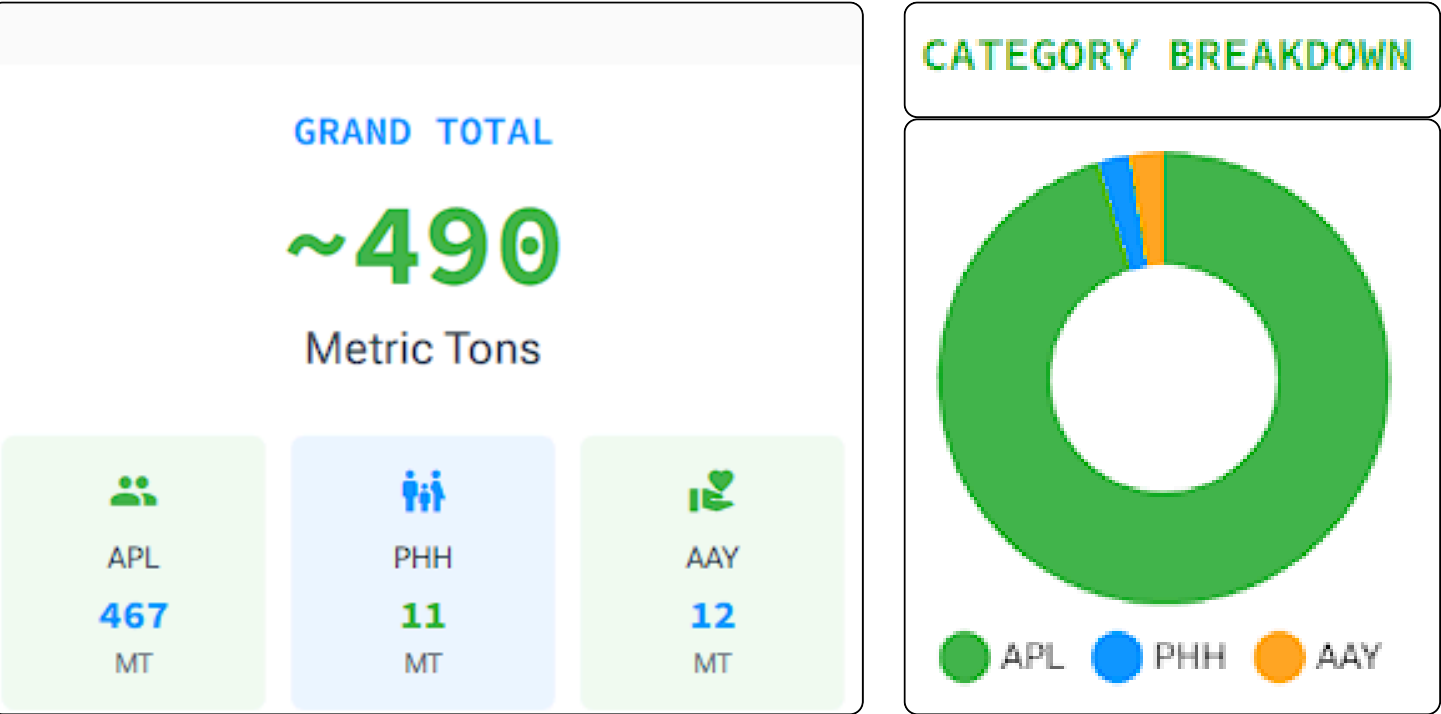 GRAND TOTAL
~490
Metric Tons
APL
467
MT
PHH
11
MT
AAY
12
MT
CATEGORY BREAKDOWN
APL PHH AAY